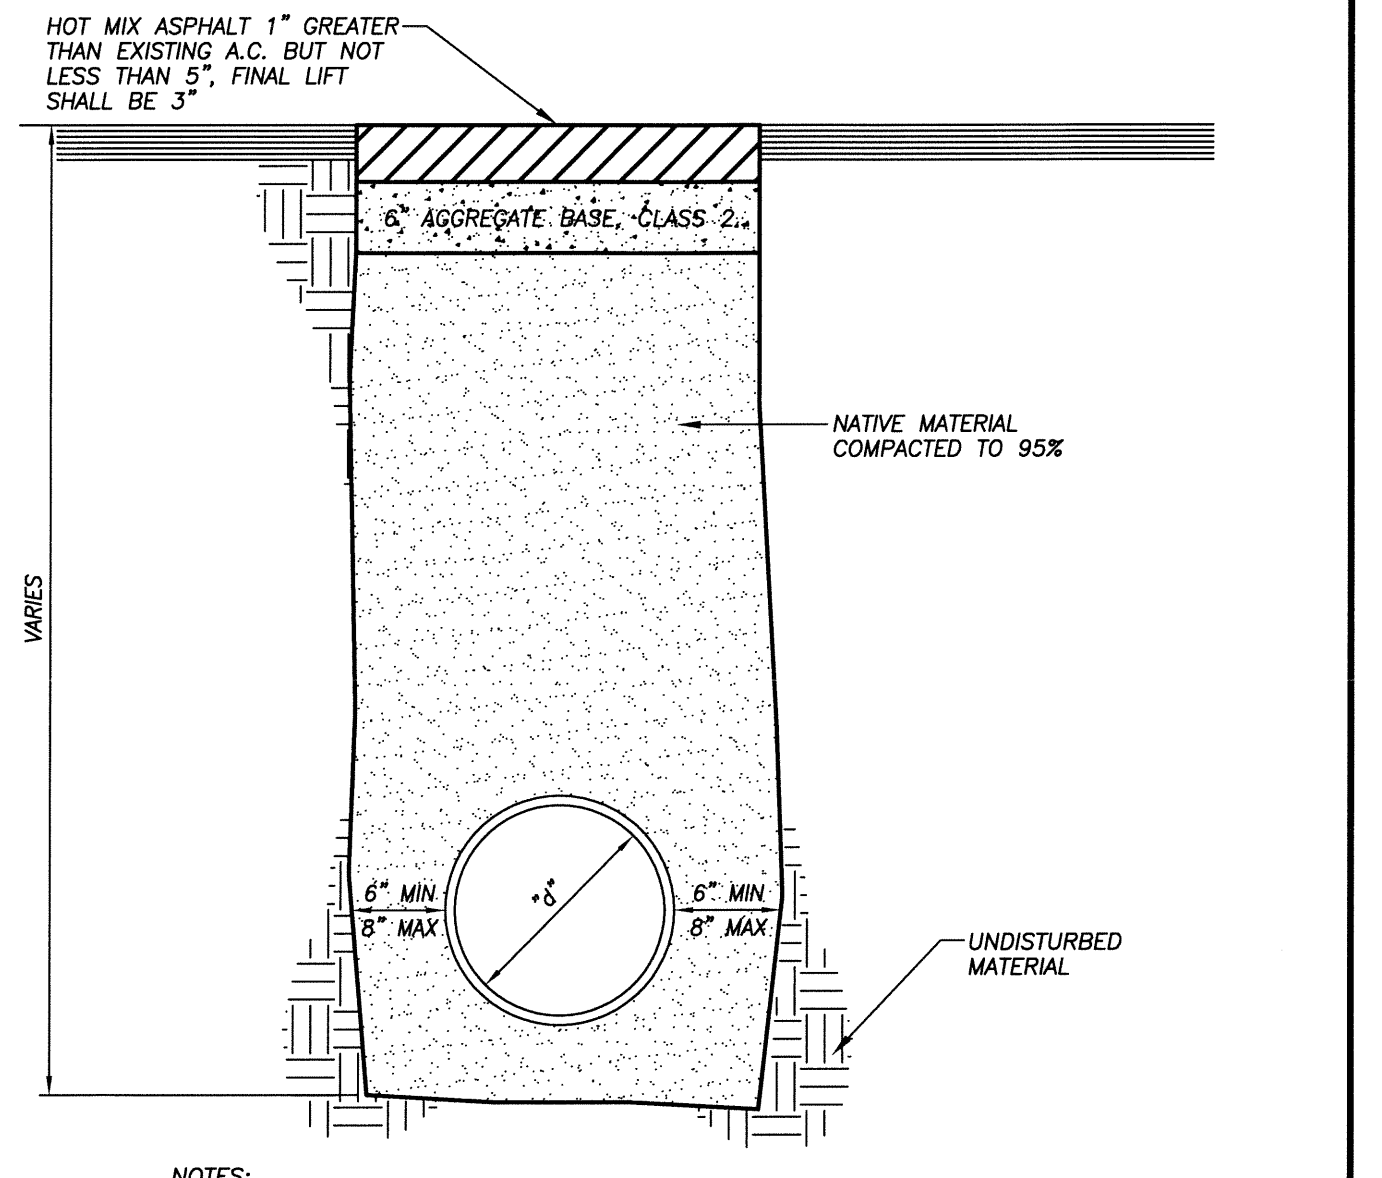 HOT MIX ASPHALT 1" GREATER
THAN EXISTING A.C. BUT NOT
LESS THAN 5", FINAL LIFT
SHALL BE 3"
6" AGGREGATE BASE, CLASS 2
NATIVE MATERIAL
COMPACTED TO 95%
VARIES
6" MIN
8" MAX
"d"
6" MIN
8" MAX
UNDISTURBED
MATERIAL
NOTES: